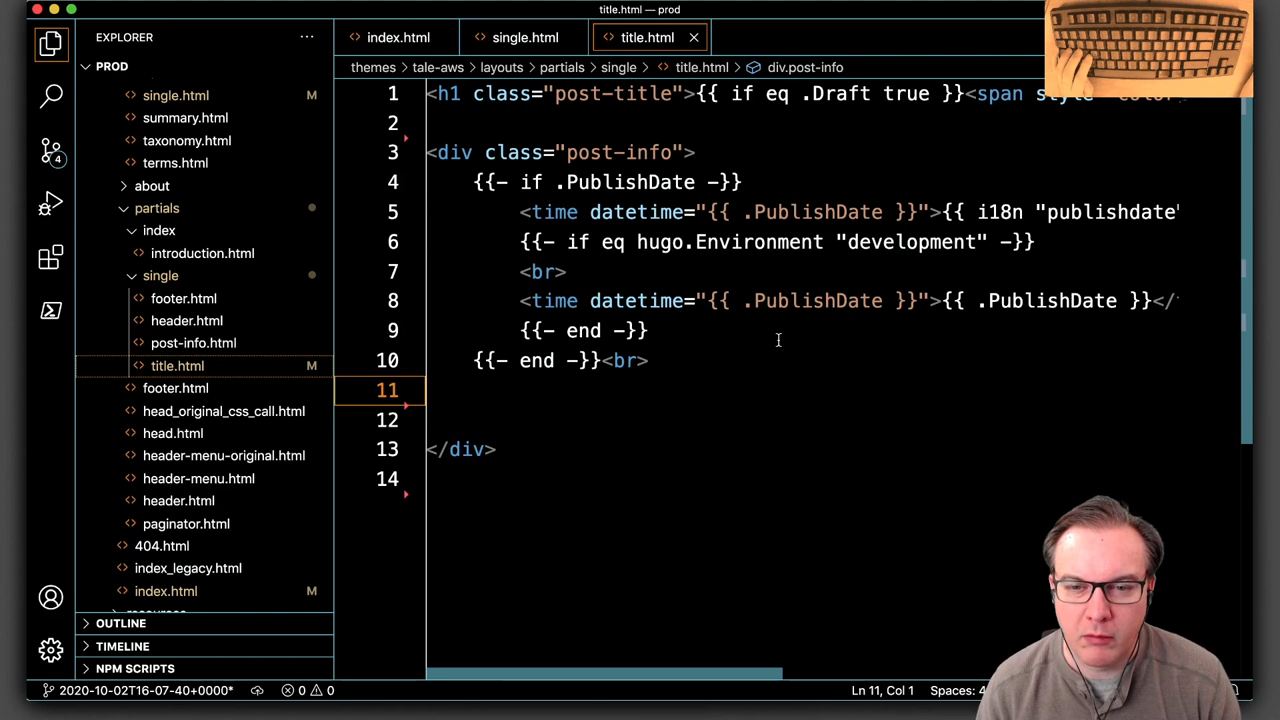 title.html — prod
EXPLORER
···
index.html
single.html
title.html
PROD
themes > tale-aws > layouts > partials > single > title.html > div.post-info
single.html M
summary.html
taxonomy.html
terms.html
about
partials
index
introduction.html
single
footer.html
header.html
post-info.html
title.html M
footer.html
head_original_css_call.html
head.html
header-menu-original.html
header-menu.html
header.html
paginator.html
404.html
index_legacy.html
index.html M
OUTLINE
TIMELINE
NPM SCRIPTS
4
1 <h1 class="post-title">{{ if eq .Draft true }}<span
2
3 <div class="post-info">
4 {{- if .PublishDate -}}
5 <time datetime="{{ .PublishDate }}">{{ i18n "publishdate"
6 {{- if eq hugo.Environment "development" -}}
7 <br>
8 <time datetime="{{ .PublishDate }}">{{ .PublishDate }}</
9 {{- end -}}
10 {{- end -}}<br>
11
12
13 </div>
14
2020-10-02T16-07-40+0000* 0 0
Ln 11, Col 1
Spaces: